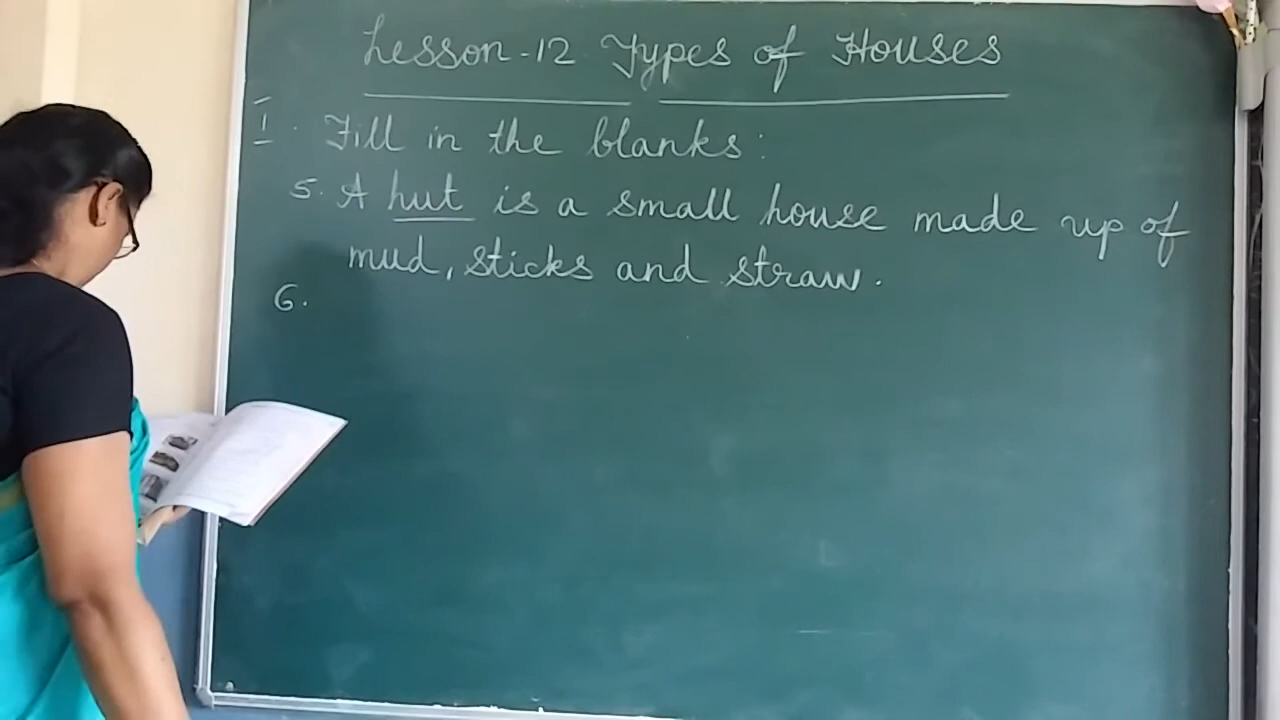 Lesson-12 Types of Houses
I. Fill in the blanks:
5. A hut is a small house made up of
mud, sticks and straw.
6.